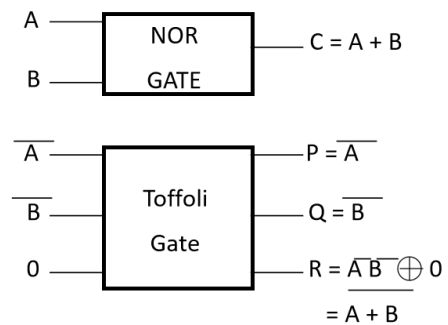 A
B
NOR
GATE
C = A + B
A̅
B̅
0
Toffoli
Gate
P = A̅
Q = B̅
R = A̅ B̅ ⊕ 0
= A̅ ̅+̅ ̅B̅